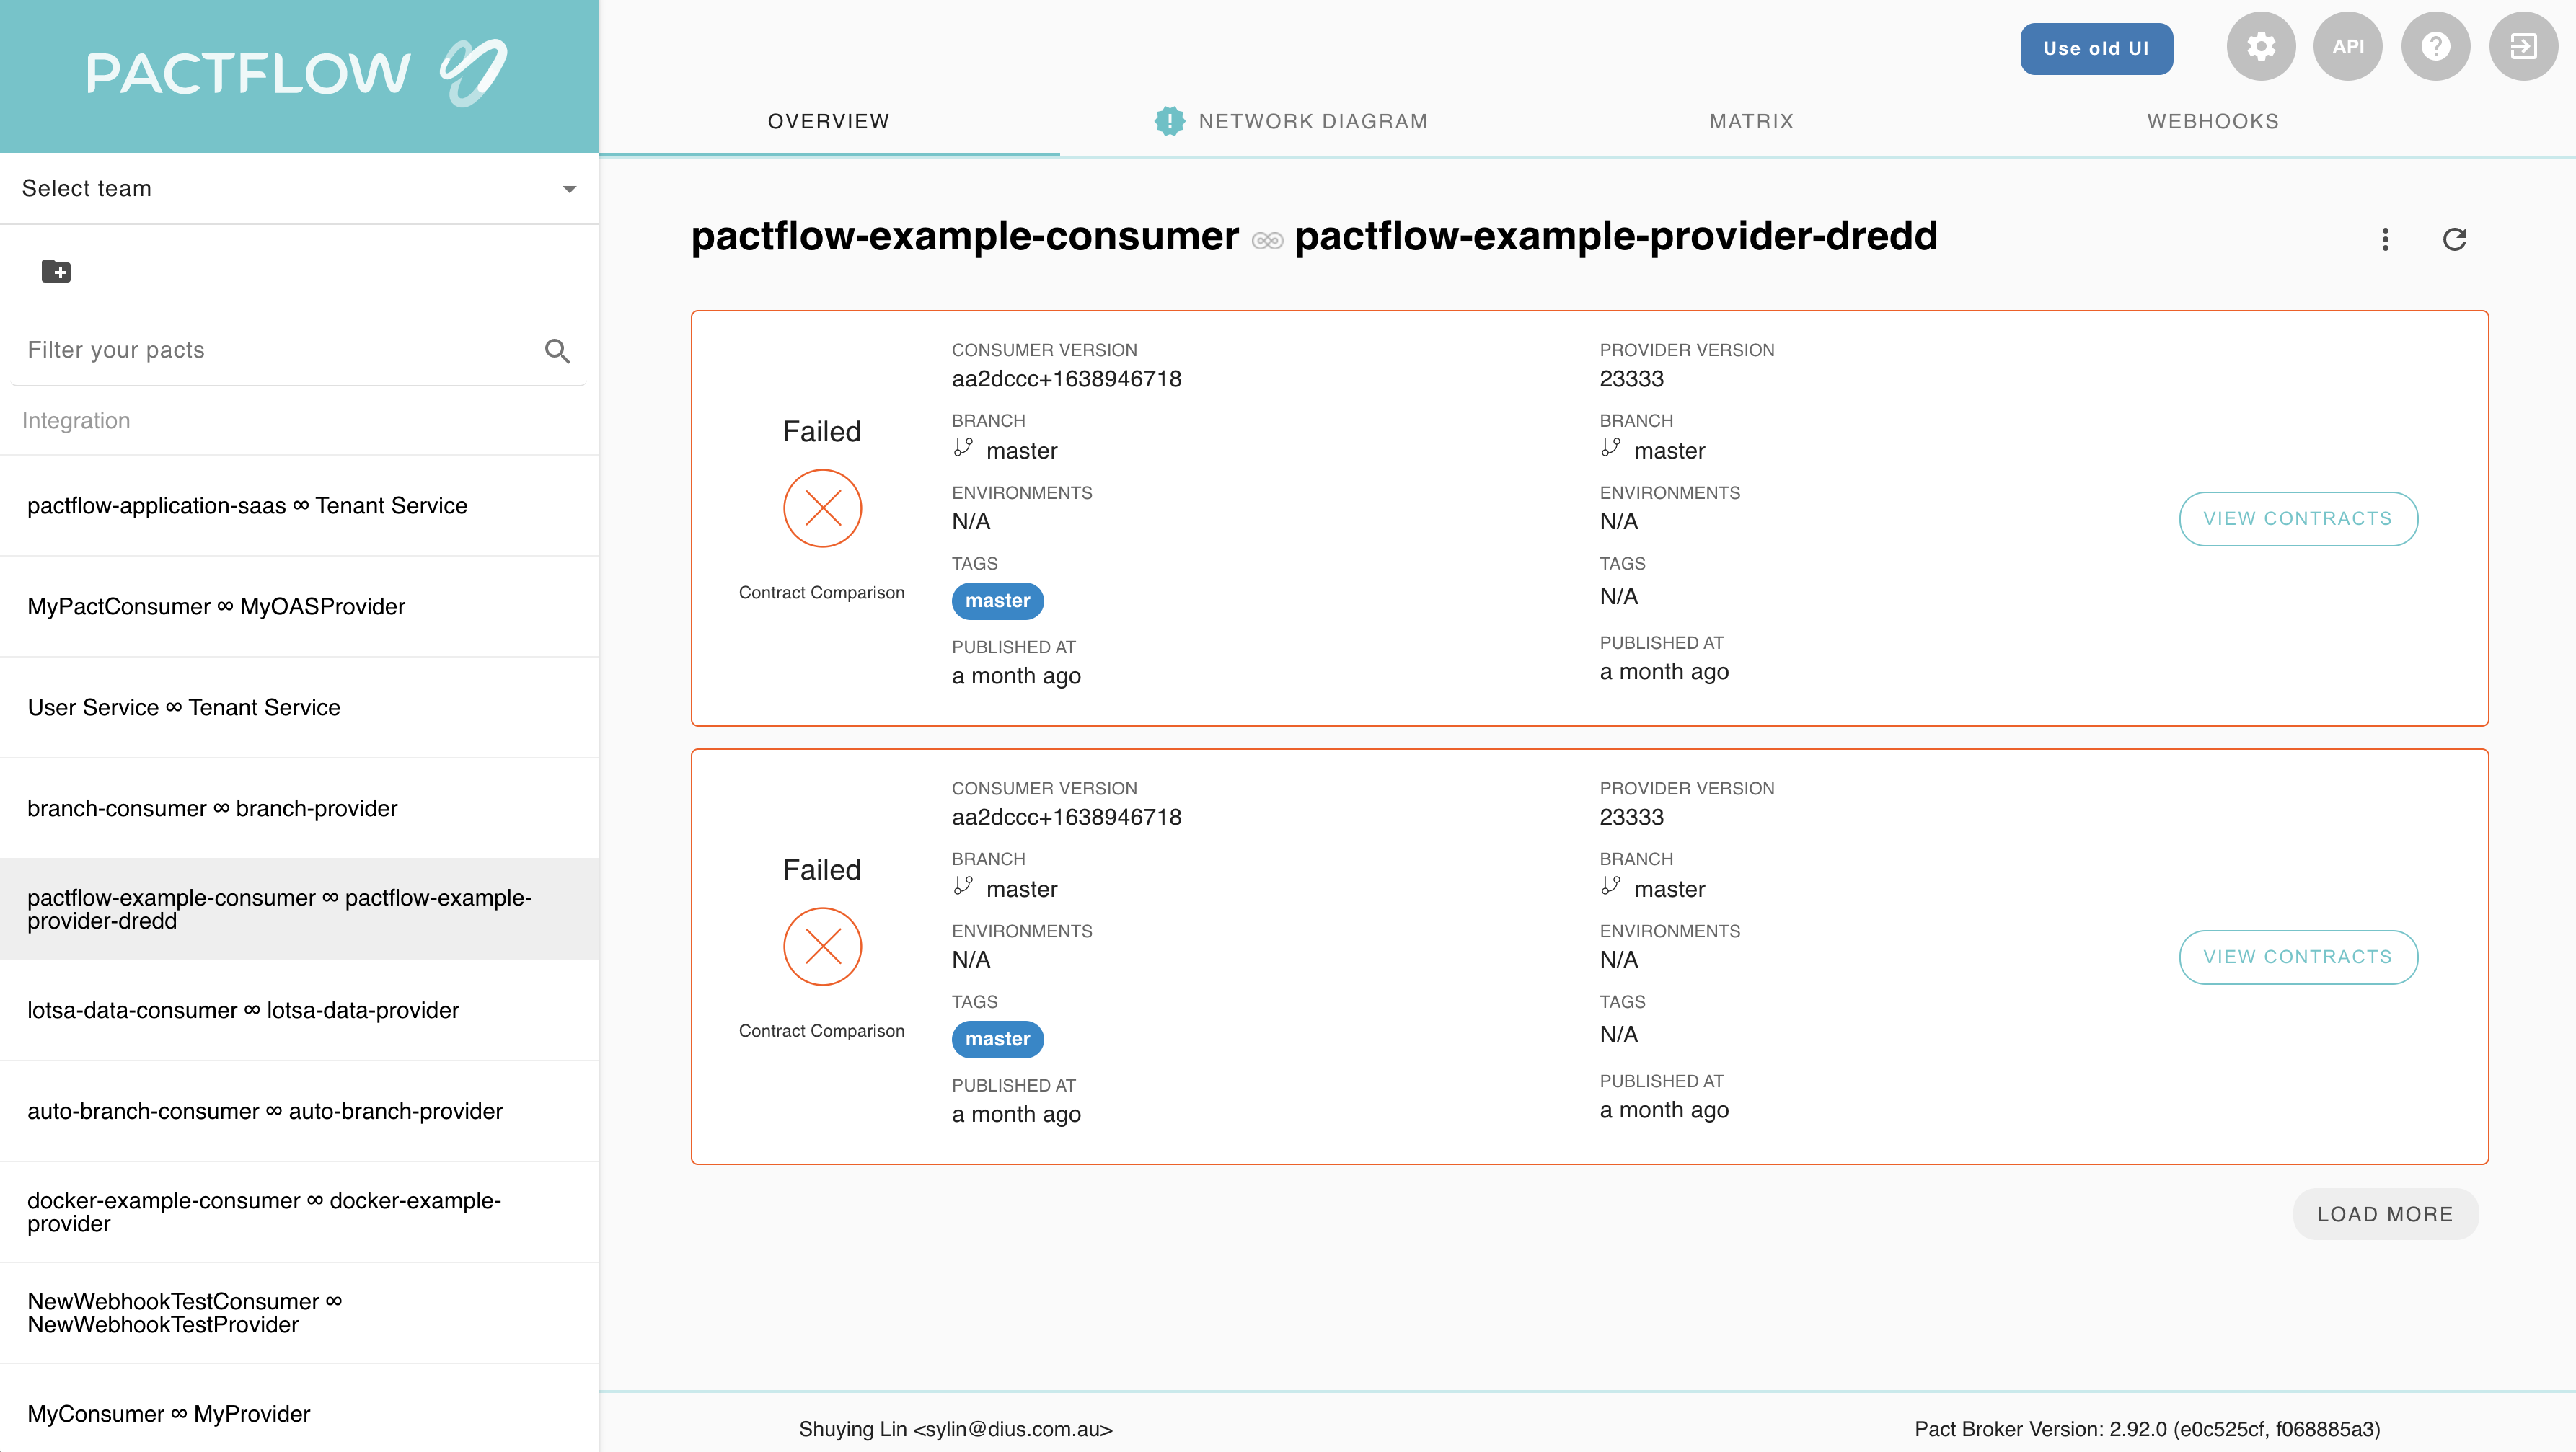 PACTFLOW
Select team
Filter your pacts
Integration
pactflow-application-saas ∞ Tenant Service
MyPactConsumer ∞ MyOASProvider
User Service ∞ Tenant Service
branch-consumer ∞ branch-provider
pactflow-example-consumer ∞ pactflow-example-
provider-dredd
lotsa-data-consumer ∞ lotsa-data-provider
auto-branch-consumer ∞ auto-branch-provider
docker-example-consumer ∞ docker-example-
provider
NewWebhookTestConsumer ∞
NewWebhookTestProvider
MyConsumer ∞ MyProvider
Use old UI
API
OVERVIEW
NETWORK DIAGRAM
MATRIX
WEBHOOKS
pactflow-example-consumer ∞ pactflow-example-provider-dredd
Failed
Contract Comparison
CONSUMER VERSION
aa2dccc+1638946718
BRANCH
master
ENVIRONMENTS
N/A
TAGS
master
PUBLISHED AT
a month ago
PROVIDER VERSION
23333
BRANCH
master
ENVIRONMENTS
N/A
TAGS
N/A
PUBLISHED AT
a month ago
VIEW CONTRACTS
Failed
Contract Comparison
CONSUMER VERSION
aa2dccc+1638946718
BRANCH
master
ENVIRONMENTS
N/A
TAGS
master
PUBLISHED AT
a month ago
PROVIDER VERSION
23333
BRANCH
master
ENVIRONMENTS
N/A
TAGS
N/A
PUBLISHED AT
a month ago
VIEW CONTRACTS
LOAD MORE
Shuying Lin <sylin@dius.com.au>
Pact Broker Version: 2.92.0 (e0c525cf, f068885a3)